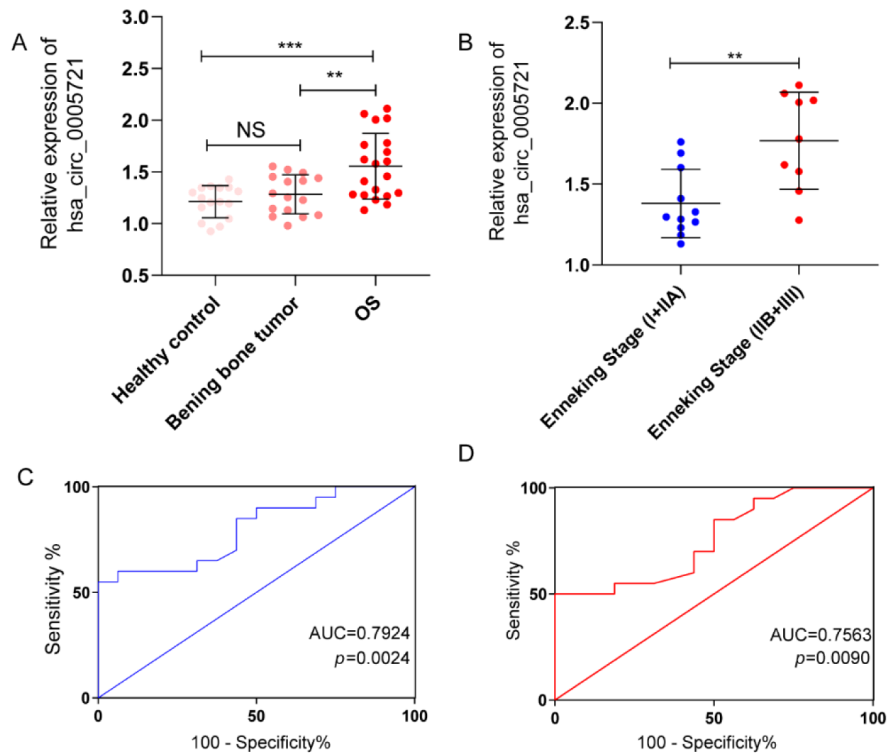 A
Relative expression of
hsa_circ_0005721
3.0
2.5
2.0
1.5
1.0
0.5
***
**
NS
Healthy control
Bening bone tumor
OS
B
Relative expression of
hsa_circ_0005721
2.5
2.0
1.5
1.0
**
Enneking Stage (I+IIA)
Enneking Stage (IIB+IIII)
C
Sensitivity %
100
50
0
AUC=0.7924
p=0.0024
0
50
100
100 - Specificity%
D
Sensitivity %
100
50
0
AUC=0.7563
p=0.0090
0
50
100
100 - Specificity%